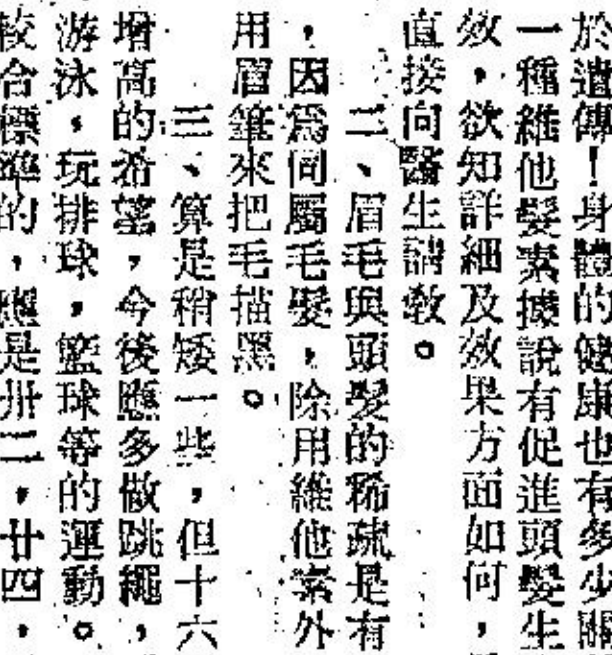 於遺傳！身體的健康也有多少關
一種維他髮素據說有促進頭髮生
效，欲知詳細及效果方面如何，
直接向醫生請教。
二、眉毛與頭髮的稀疏是有
，因為同屬毛髮，除用維他素外
用眉筆來把毛描黑。
三、算是稍矮一些，但十六
增高的希望，今後應多做跳繩，
游泳，玩排球，籃球等的運動。
較合標準的，應是卅二，廿四，